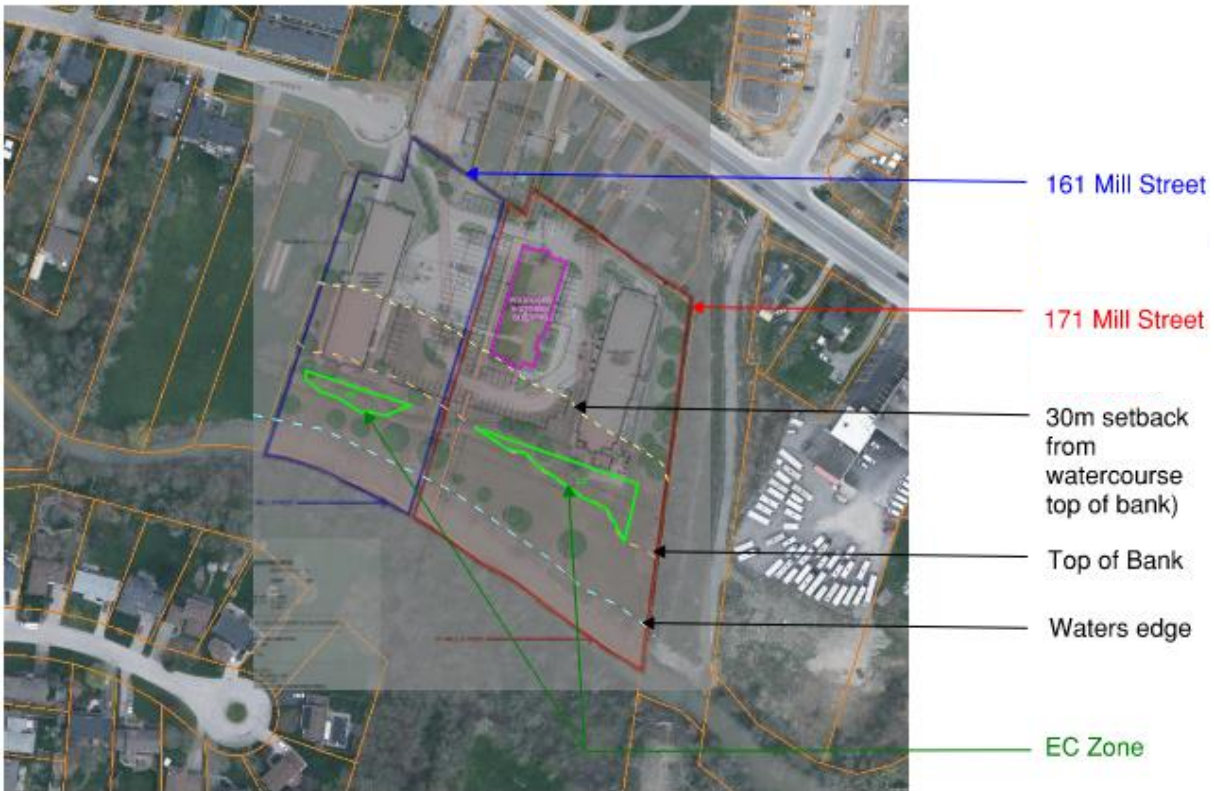 161 Mill Street
171 Mill Street
30m setback
from
watercourse
top of bank)
Top of Bank
Waters edge
EC Zone